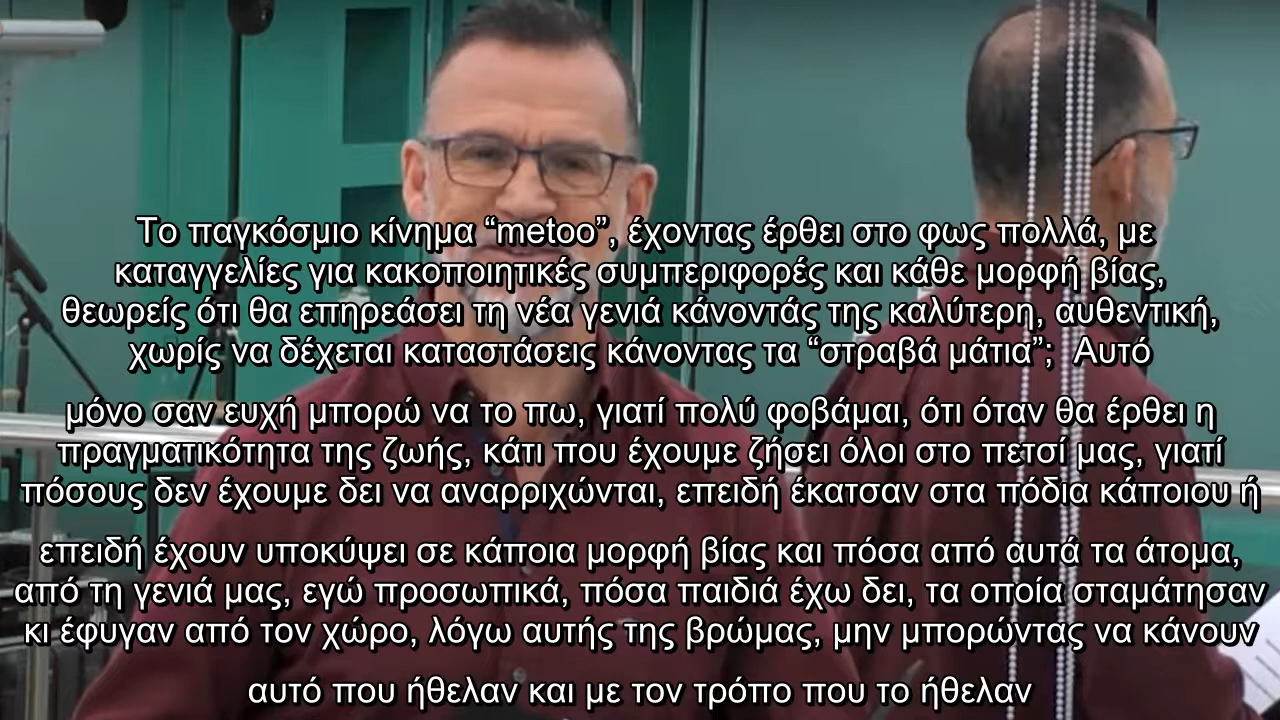 Το παγκόσμιο κίνημα “metoo”, έχοντας έρθει στο φως πολλά, με
καταγγελίες για κακοποιητικές συμπεριφορές και κάθε μορφή βίας,
θεωρείς ότι θα επηρεάσει τη νέα γενιά κάνοντάς της καλύτερη, αυθεντική,
χωρίς να δέχεται καταστάσεις κάνοντας τα “στραβά μάτια”;  Αυτό
μόνο σαν ευχή μπορώ να το πω, γιατί πολύ φοβάμαι, ότι όταν θα έρθει η
πραγματικότητα της ζωής, κάτι που έχουμε ζήσει όλοι στο πετσί μας, γιατί
πόσους δεν έχουμε δει να αναρριχώνται, επειδή έκατσαν στα πόδια κάποιου ή
επειδή έχουν υποκύψει σε κάποια μορφή βίας και πόσα από αυτά τα άτομα,
από τη γενιά μας, εγώ προσωπικά, πόσα παιδιά έχω δει, τα οποία σταμάτησαν
κι έφυγαν από τον χώρο, λόγω αυτής της βρώμας, μην μπορώντας να κάνουν
αυτό που ήθελαν και με τον τρόπο που το ήθελαν